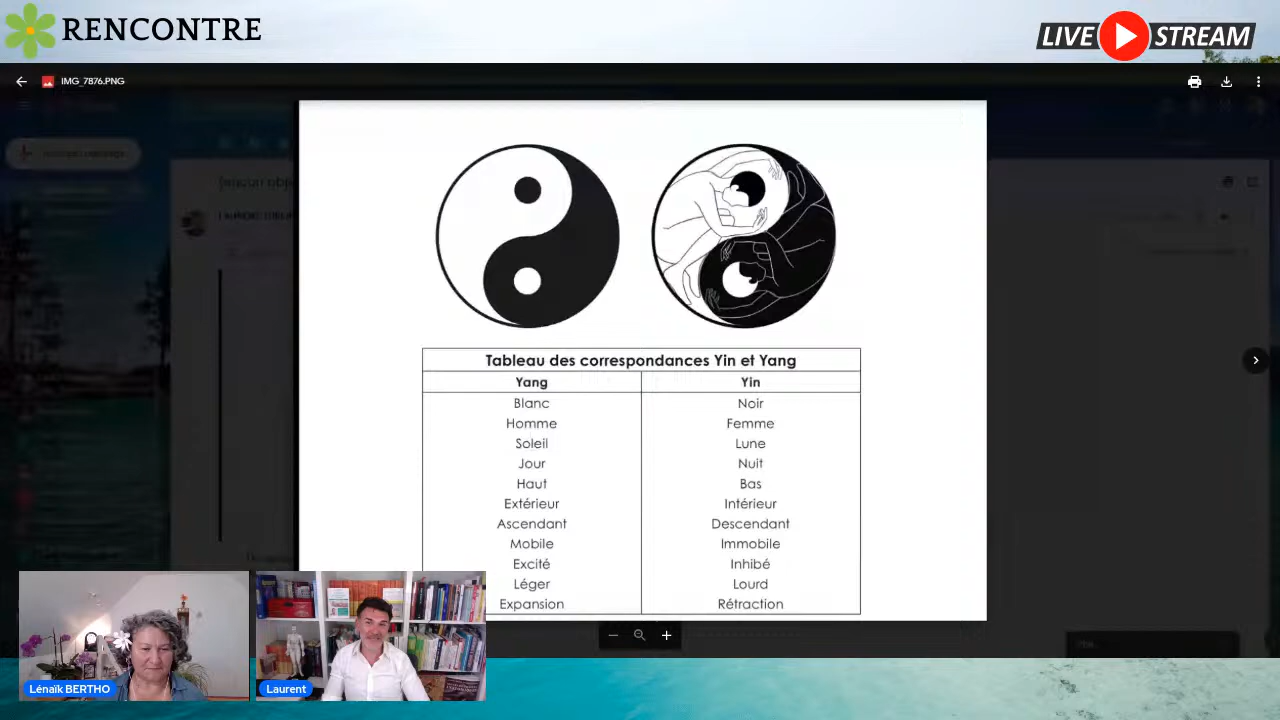 RENCONTRE
LIVE STREAM
IMG_7876.PNG
Tableau des correspondances Yin et Yang
Yang Yin
Blanc Noir
Homme Femme
Soleil Lune
Jour Nuit
Haut Bas
Extérieur Intérieur
Ascendant Descendant
Mobile Immobile
Excité Inhibé
Léger Lourd
Expansion Rétraction
Lénaïk BERTHO
Laurent